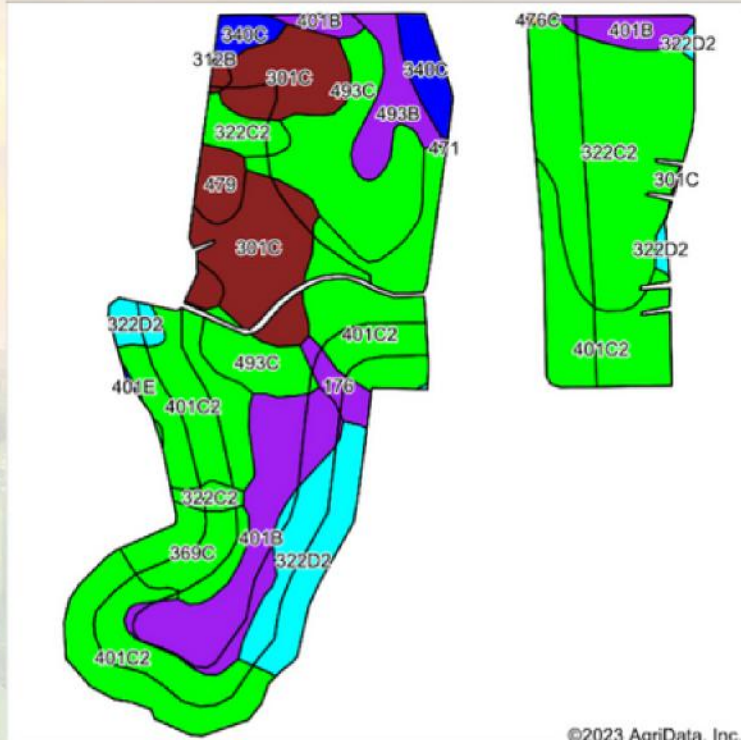 401B
340C
312B
301C
493C
340C
493B
322C2
471
479
301C
322D2
401C2
493C
401E
176
401C2
322C2
401B
369C
322D2
401C2
476C
401B
322D2
322C2
301C
322D2
401C2
©2023 AgriData, Inc.